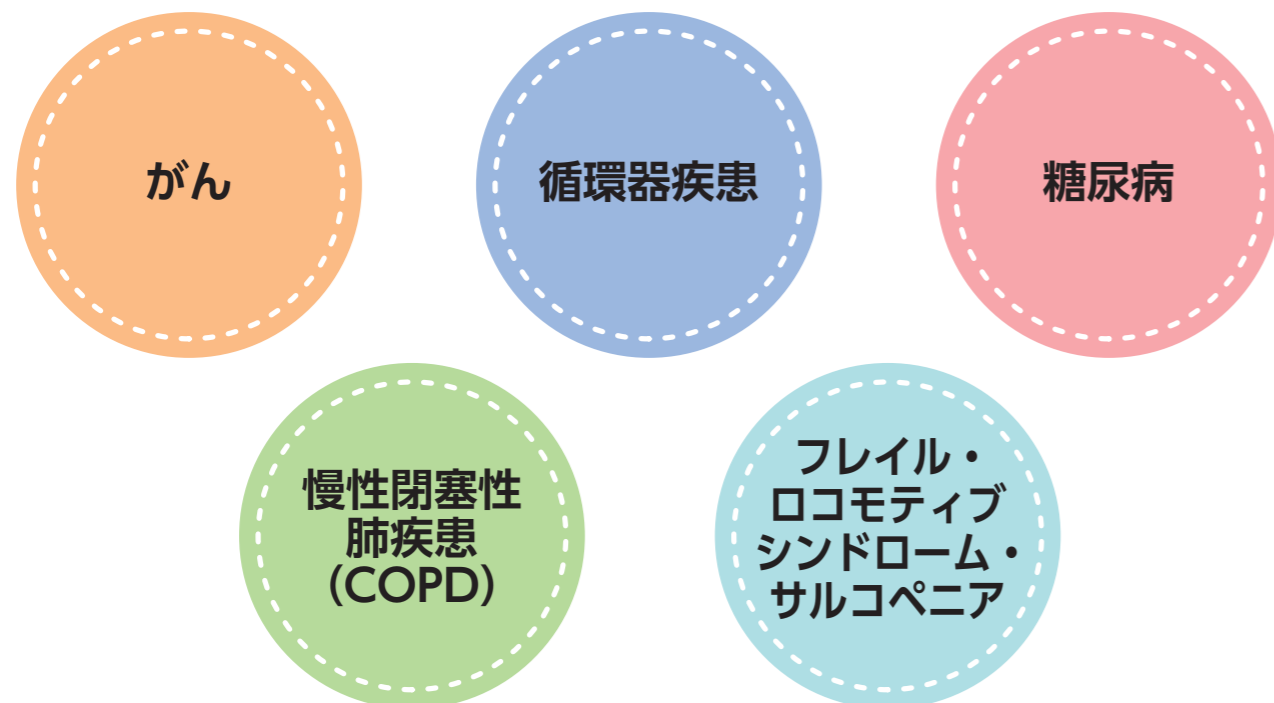 がん
循環器疾患
糖尿病
慢性閉塞性
肺疾患
(COPD)
フレイル・
ロコモティブ
シンドローム・
サルコペニア